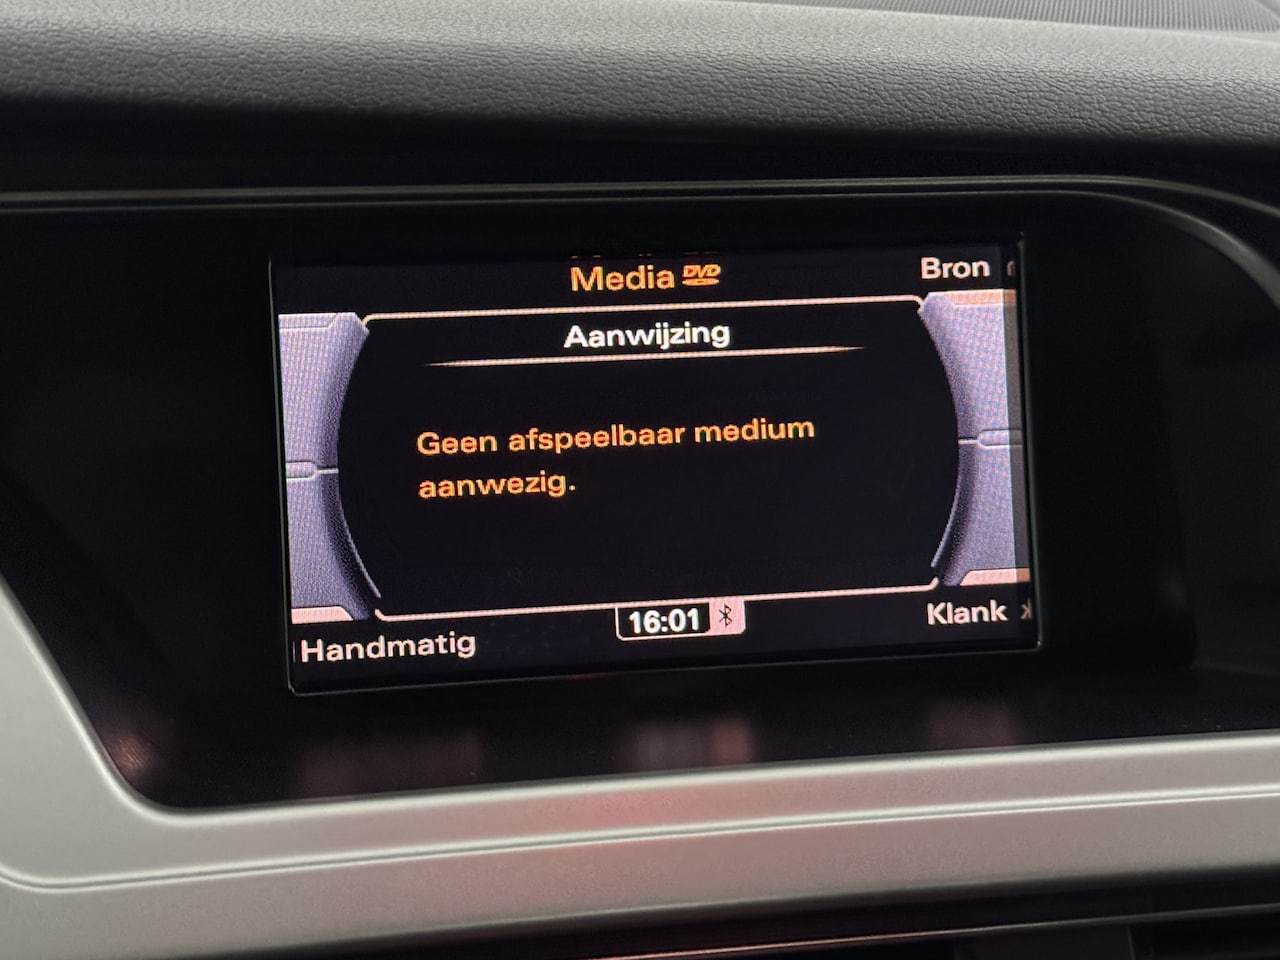 Media DVD
Bron
Aanwijzing
Geen afspeelbaar medium
aanwezig.
Handmatig
16:01
Klank